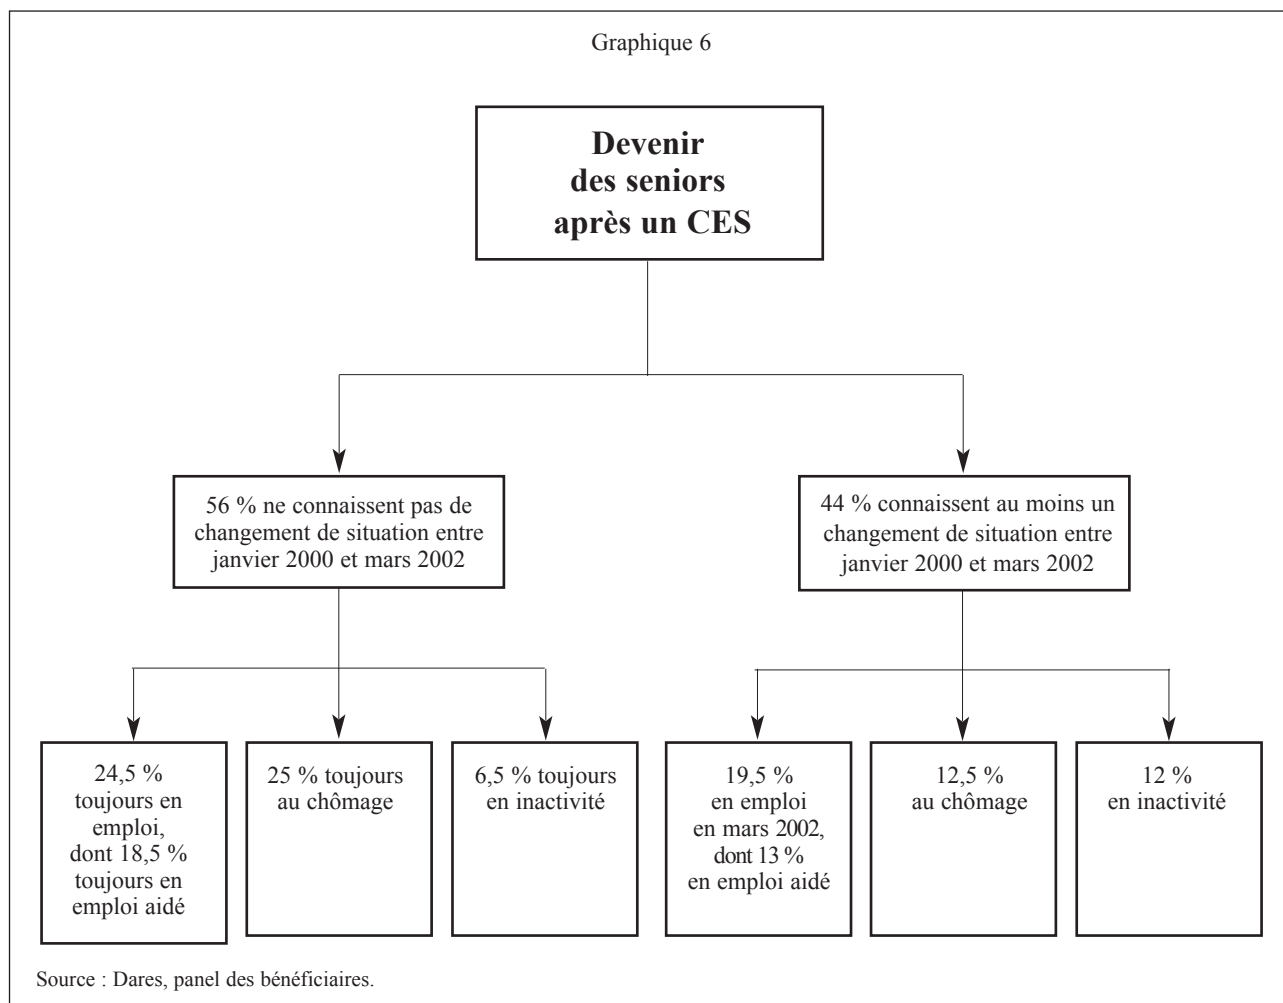 Graphique 6
Devenir
des seniors
après un CES
56 % ne connaissent pas de
changement de situation entre
janvier 2000 et mars 2002
44 % connaissent au moins un
changement de situation entre
janvier 2000 et mars 2002
24,5 %
toujours en
emploi,
dont 18,5 %
toujours en
emploi aidé
25 % toujours
au chômage
6,5 % toujours
en inactivité
19,5 %
en emploi
en mars 2002,
dont 13 %
en emploi aidé
12,5 %
au chômage
12 %
en inactivité
Source : Dares, panel des bénéficiaires.